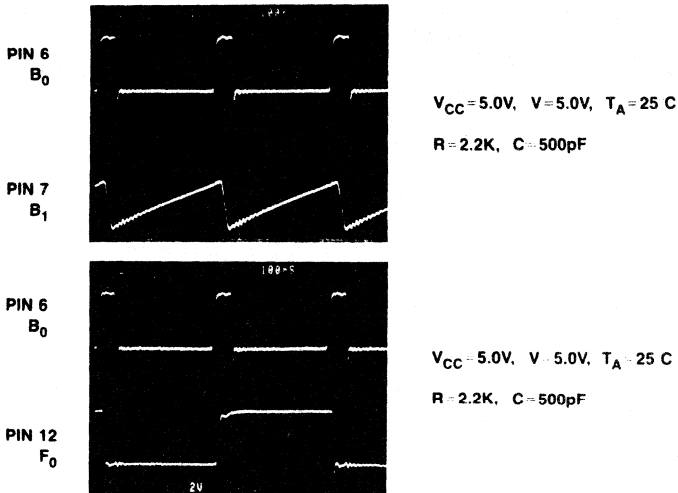 PIN 6
B0
PIN 7
B1
VCC=5.0V, V=5.0V, TA=25 C
R=2.2K, C=500pF
100nS
PIN 6
B0
PIN 12
F0
2V
VCC=5.0V, V=5.0V, TA=25 C
R=2.2K, C=500pF